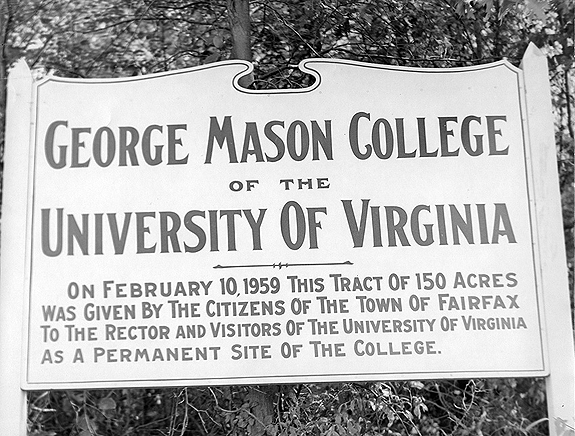 GEORGE MASON COLLEGE
OF THE
UNIVERSITY OF VIRGINIA
ON FEBRUARY 10, 1959 THIS TRACT OF 150 ACRES
WAS GIVEN BY THE CITIZENS OF THE TOWN OF FAIRFAX
TO THE RECTOR AND VISITORS OF THE UNIVERSITY OF VIRGINIA
AS A PERMANENT SITE OF THE COLLEGE.